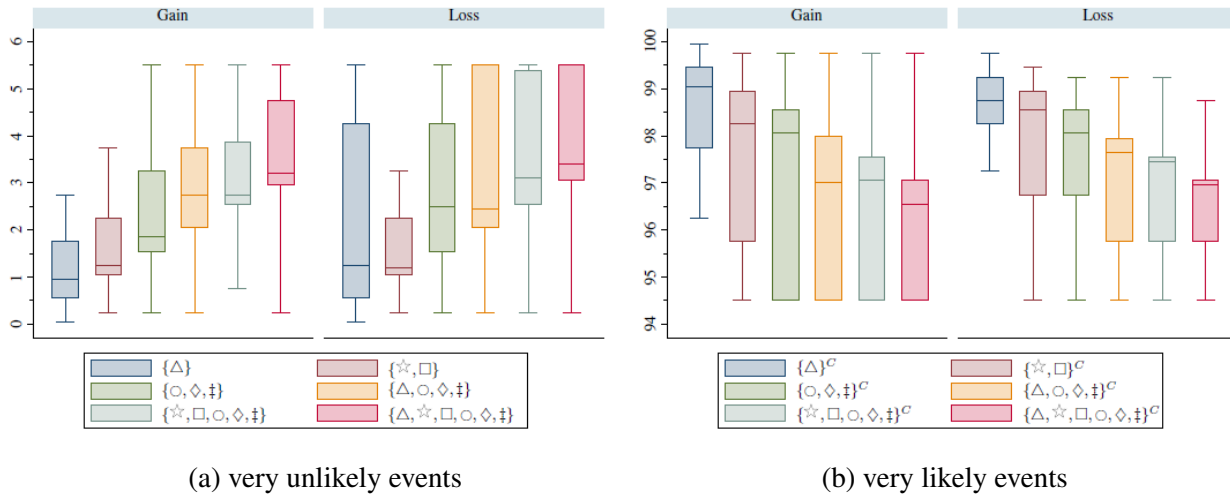 Gain Loss
6
5
4
3
2
1
0
{△} {☆,□}
{○,◇,‡} {△,○,◇,‡}
{☆,□,○,◇,‡} {△,☆,□,○,◇,‡}
(a) very unlikely events
Gain Loss
100
99
98
97
96
95
94
{△}ᶜ {☆,□}ᶜ
{○,◇,‡}ᶜ {△,○,◇,‡}ᶜ
{☆,□,○,◇,‡}ᶜ {△,☆,□,○,◇,‡}ᶜ
(b) very likely events